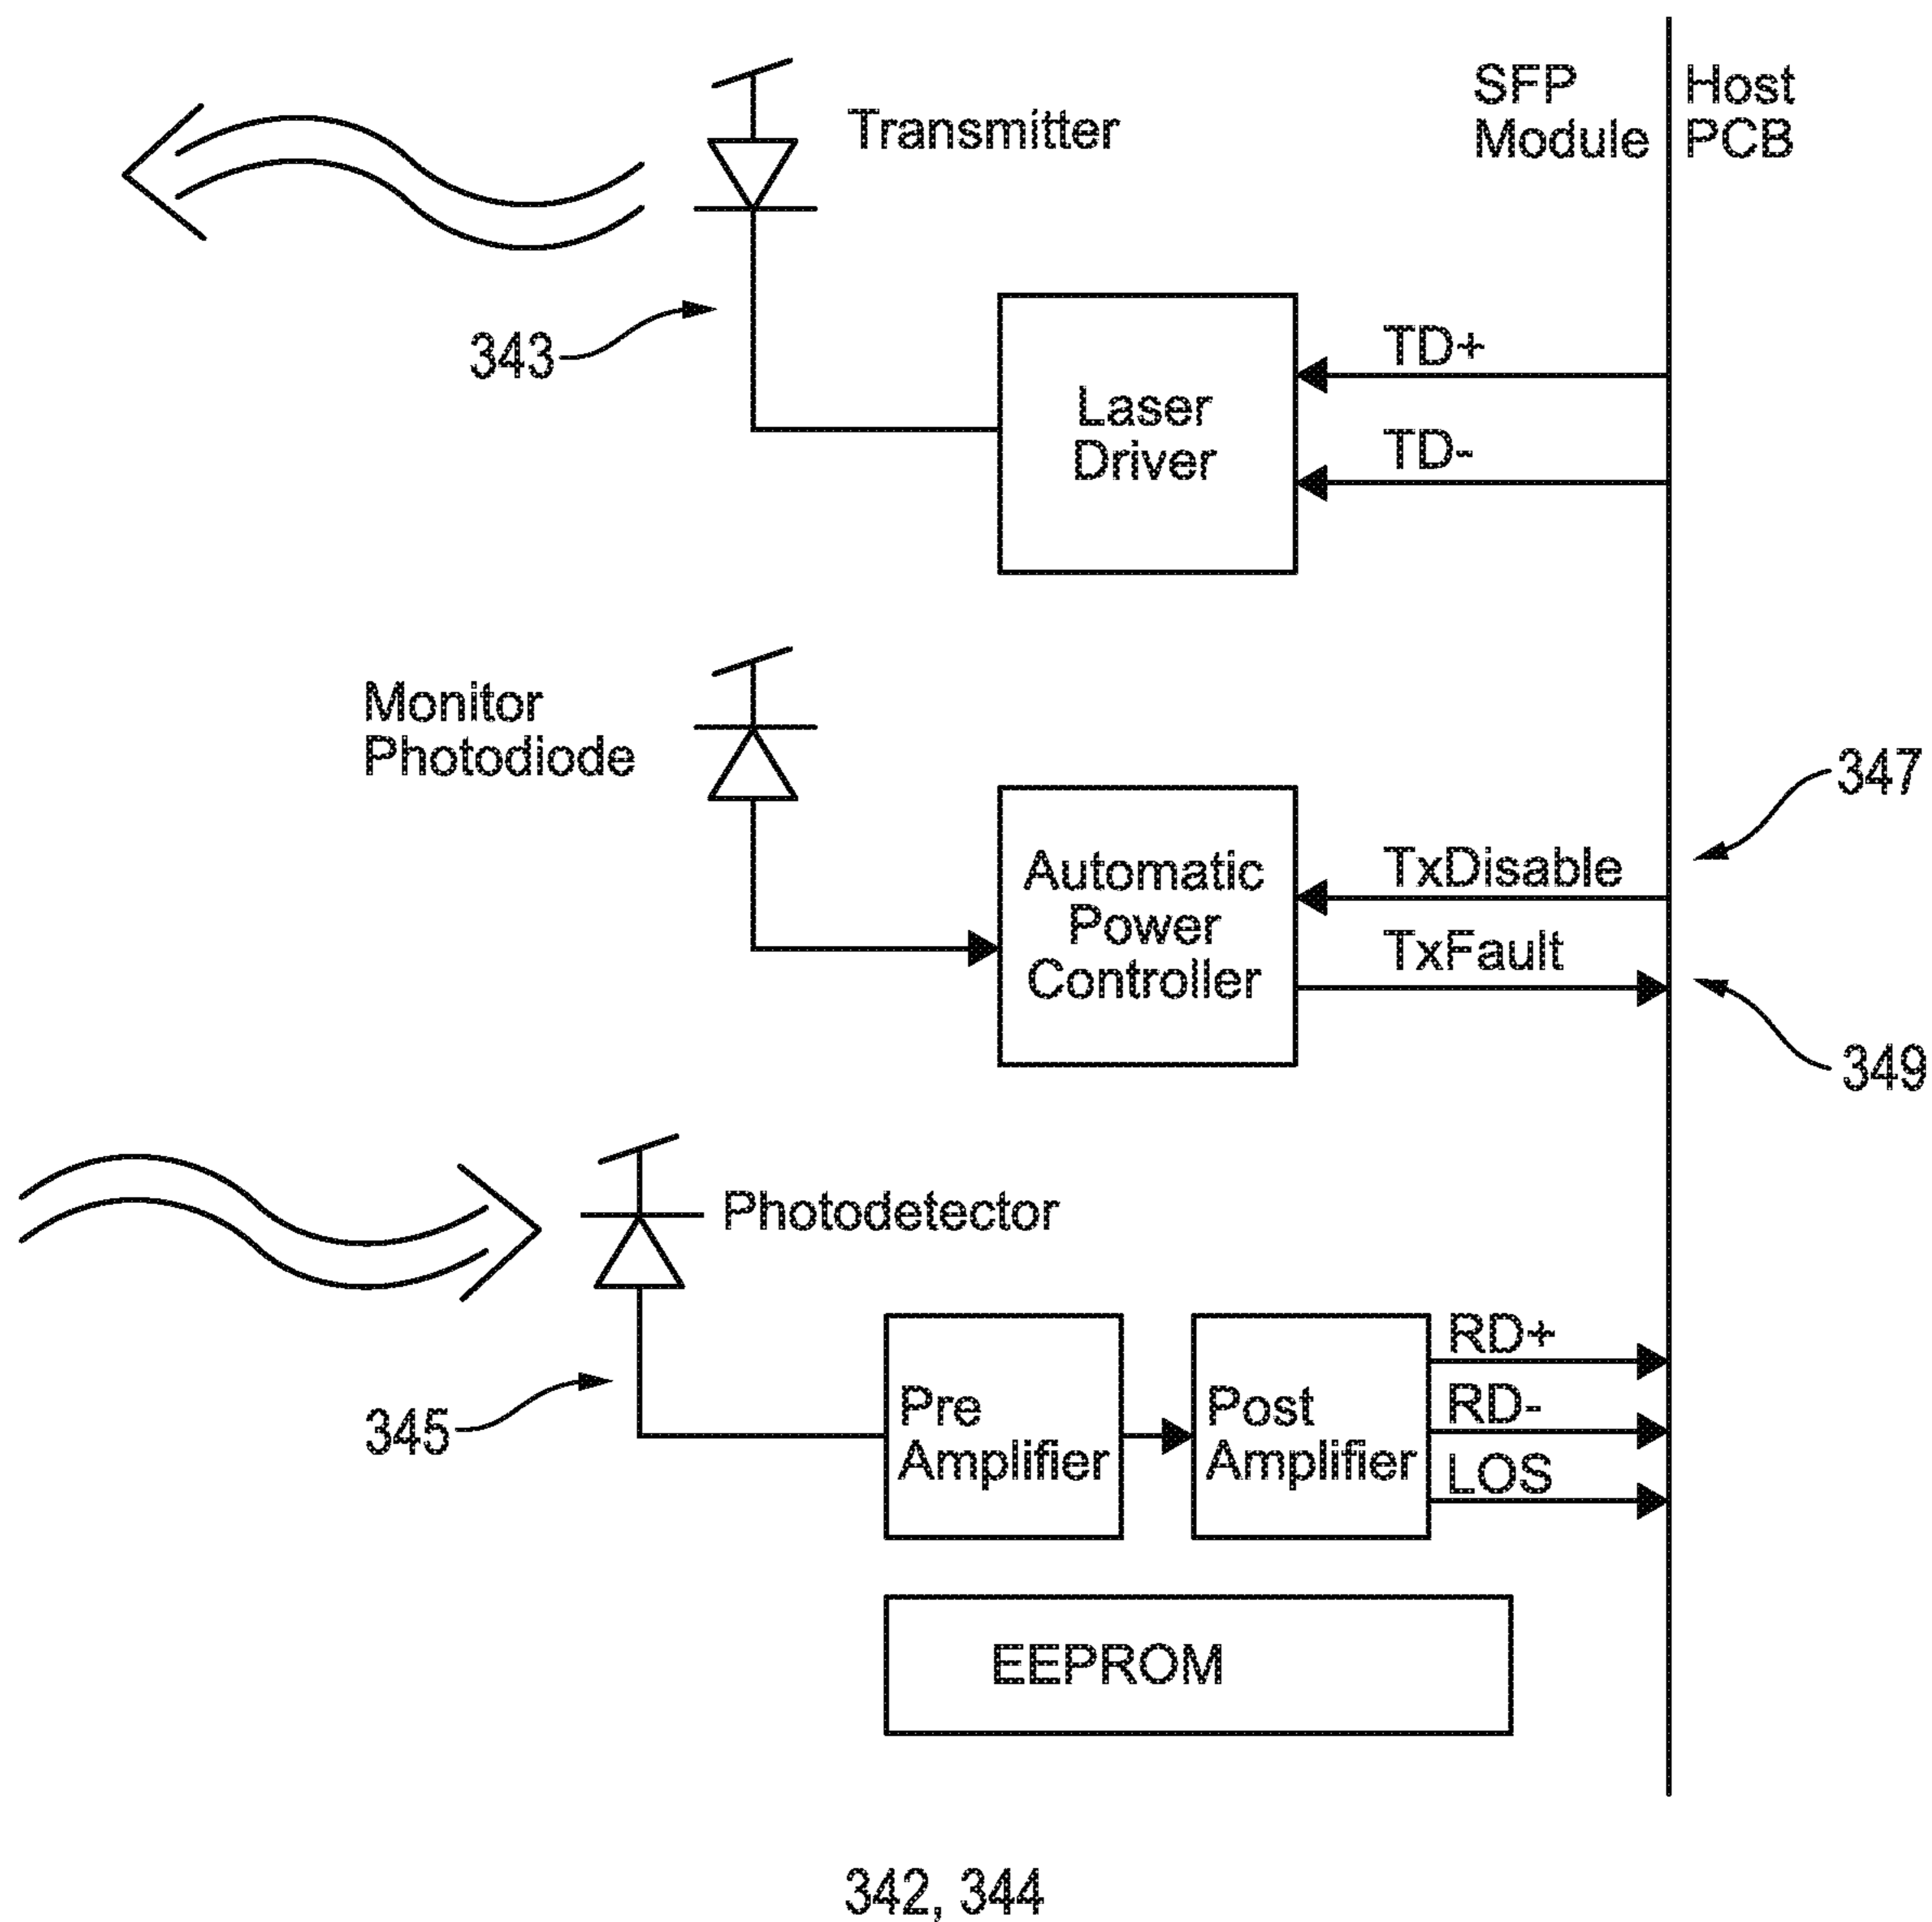 SFP
Module
Host
PCB
Transmitter
343
Laser
Driver
TD+
TD-
Monitor
Photodiode
Automatic
Power
Controller
TxDisable
TxFault
347
349
Photodetector
345
Pre
Amplifier
Post
Amplifier
RD+
RD-
LOS
EEPROM
342, 344